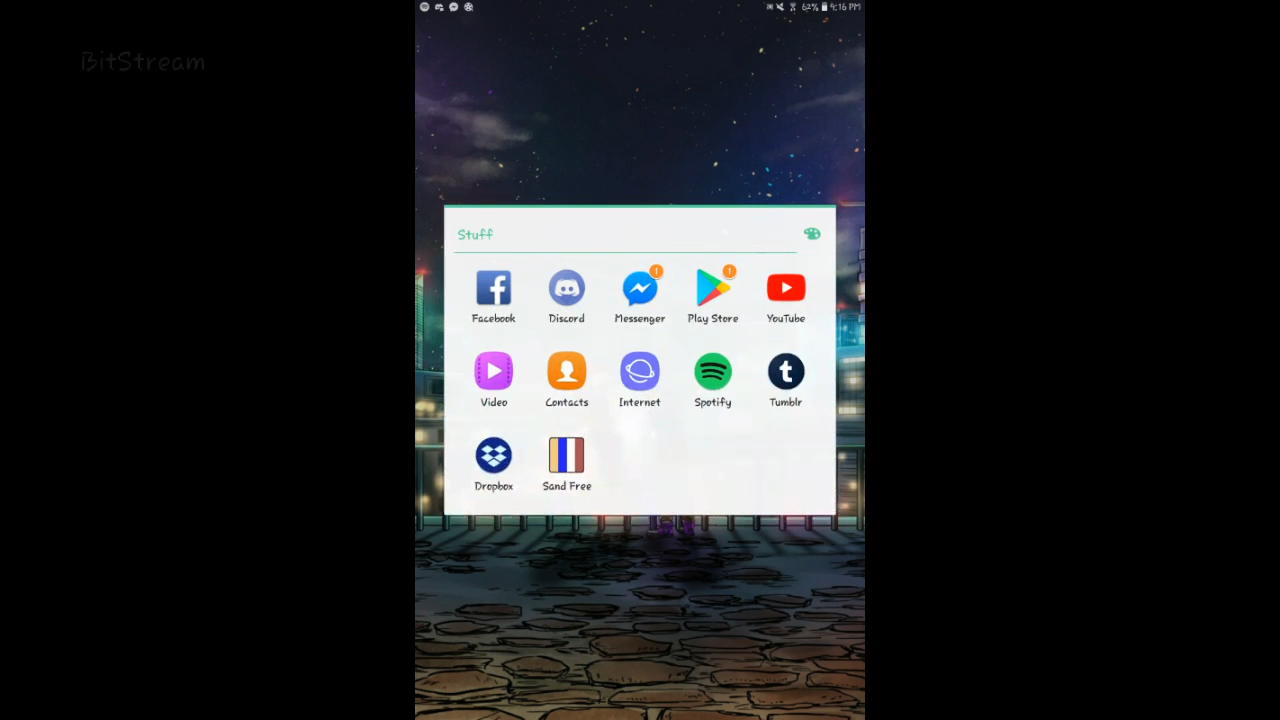 62% 4:16 PM
BitStream
Stuff
Facebook Discord Messenger Play Store YouTube
Video Contacts Internet Spotify Tumblr
Dropbox Sand Free